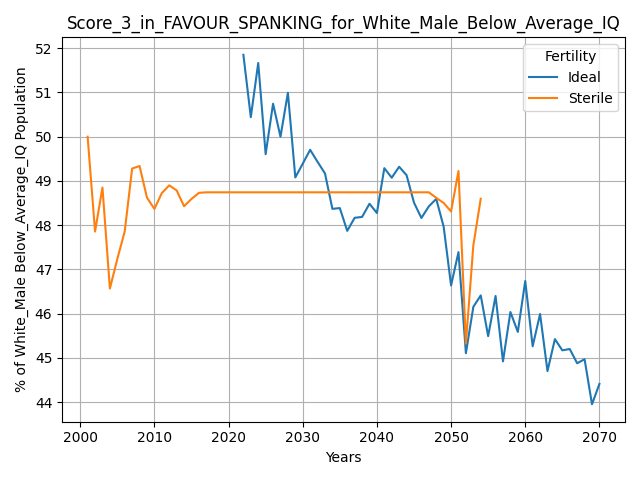 Score_3_in_FAVOUR_SPANKING_for_White_Male_Below_Average_IQ
% of White_Male Below_Average_IQ Population
52
51
50
49
48
47
46
45
44
Fertility
Ideal
Sterile
2000 2010 2020 2030 2040 2050 2060 2070
Years